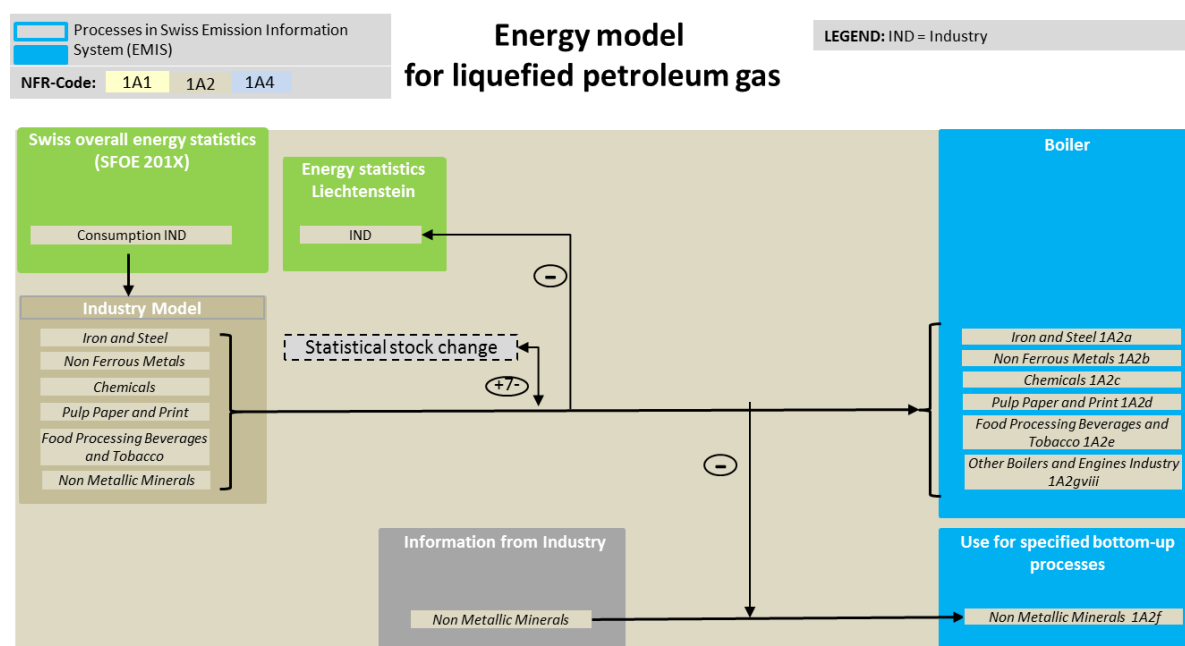 Processes in Swiss Emission Information
System (EMIS)
NFR-Code: 1A1 1A2 1A4
Energy model
for liquefied petroleum gas
LEGEND: IND = Industry
Swiss overall energy statistics
(SFOE 201X)
Consumption IND
Energy statistics
Liechtenstein
IND
Boiler
-
Industry Model
Iron and Steel
Non Ferrous Metals
Chemicals
Pulp Paper and Print
Food Processing Beverages
and Tobacco
Non Metallic Minerals
Statistical stock change
+7-
-
Iron and Steel 1A2a
Non Ferrous Metals 1A2b
Chemicals 1A2c
Pulp Paper and Print 1A2d
Food Processing Beverages and
Tobacco 1A2e
Other Boilers and Engines Industry
1A2gviii
Information from Industry
Non Metallic Minerals
Use for specified bottom-up
processes
Non Metallic Minerals 1A2f